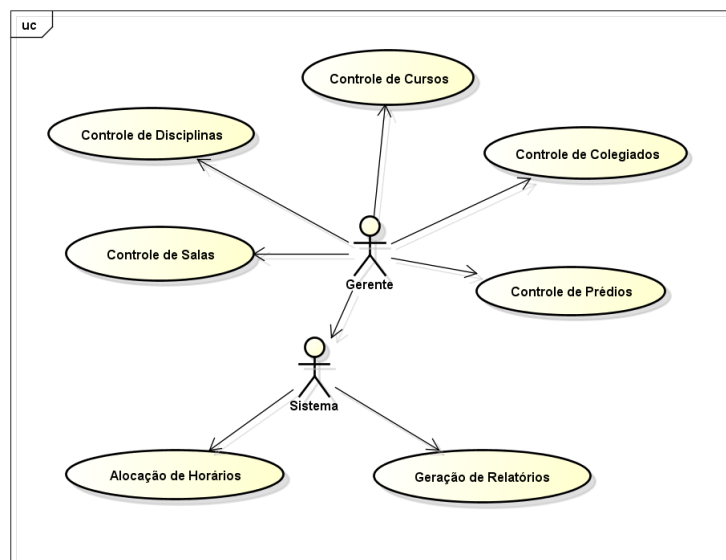 uc
Controle de Cursos
Controle de Disciplinas
Controle de Colegiados
Controle de Salas
Gerente
Controle de Prédios
Sistema
Alocação de Horários
Geração de Relatórios